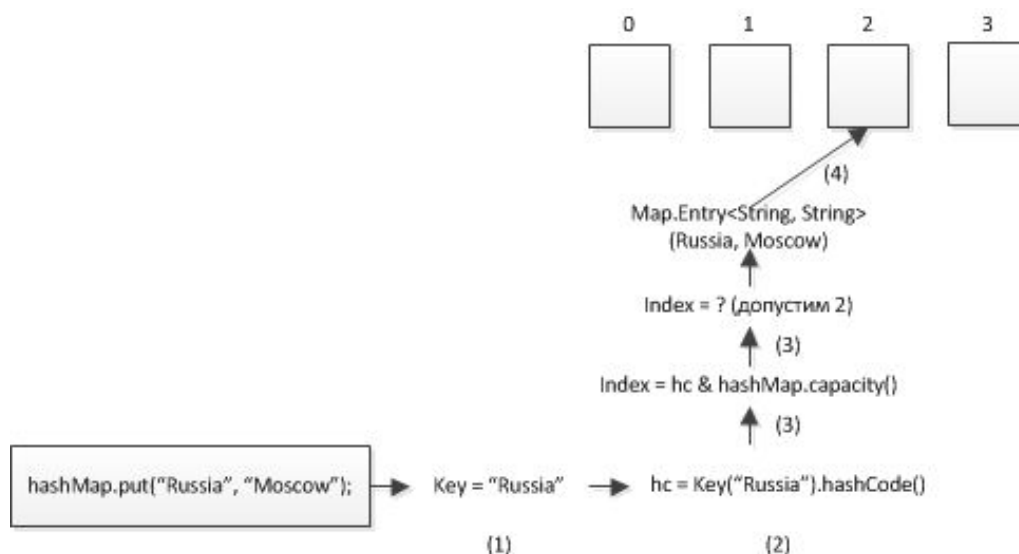 0 1 2 3
(4)
Map.Entry<String, String>
(Russia, Moscow)
Index = ? (допустим 2)
(3)
Index = hc & hashMap.capacity()
(3)
hashMap.put(“Russia”, “Moscow”); Key = “Russia” hc = Key(“Russia”).hashCode()
(1) (2)